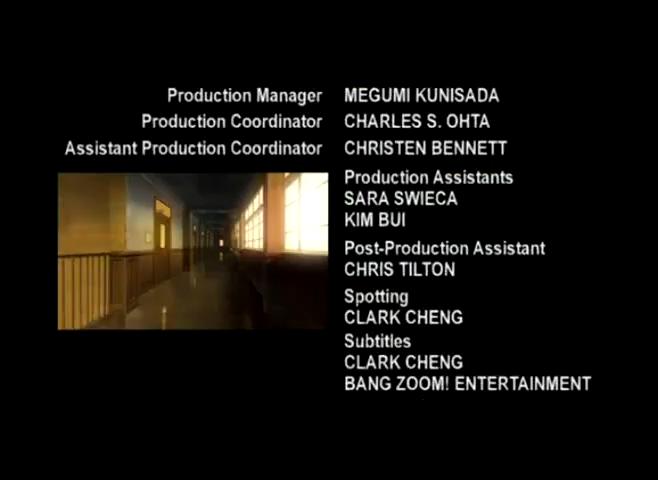 Production Manager MEGUMI KUNISADA
Production Coordinator CHARLES S. OHTA
Assistant Production Coordinator CHRISTEN BENNETT
Production Assistants
SARA SWIECA
KIM BUI
Post-Production Assistant
CHRIS TILTON
Spotting
CLARK CHENG
Subtitles
CLARK CHENG
BANG ZOOM! ENTERTAINMENT